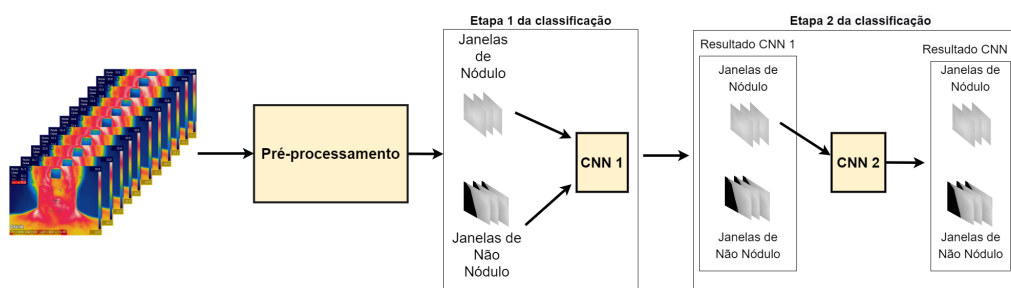 Etapa 1 da classificação
Janelas
de
Nódulo
Pré-processamento
CNN 1
Janelas de
Não
Nódulo
Etapa 2 da classificação
Resultado CNN 1
Janelas de
Nódulo
CNN 2
Janelas de
Não Nódulo
Resultado CNN
Janelas de
Nódulo
Janelas de
Não Nódulo